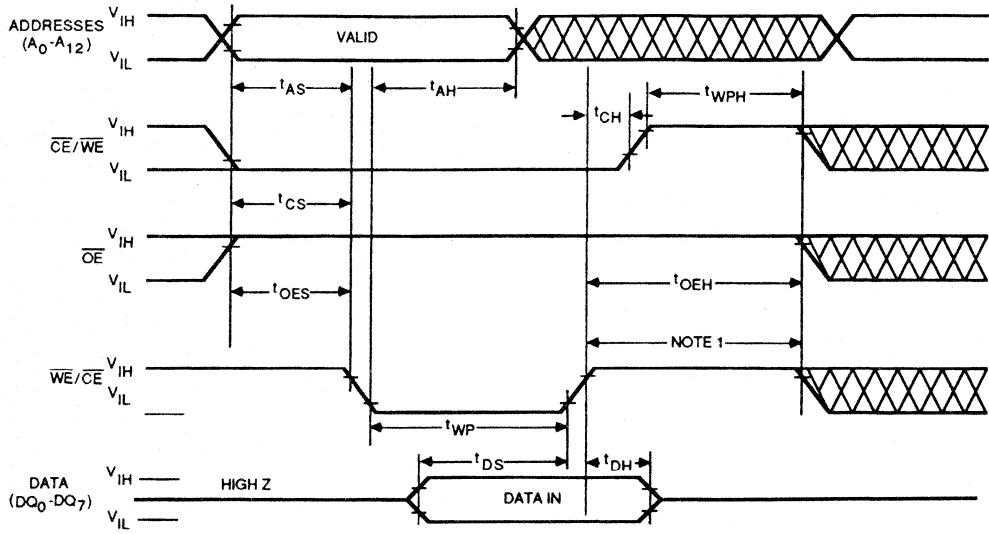 ADDRESSES
(A0-A12)
VIH
VIL
VALID
tAS
tAH
tWPH
tCH
CE/WE
VIH
VIL
tCS
OE
VIH
VIL
tOES
tOEH
NOTE 1
WE/CE
VIH
VIL
tWP
tDS
tDH
DATA
(DQ0-DQ7)
VIH
VIL
HIGH Z
DATA IN